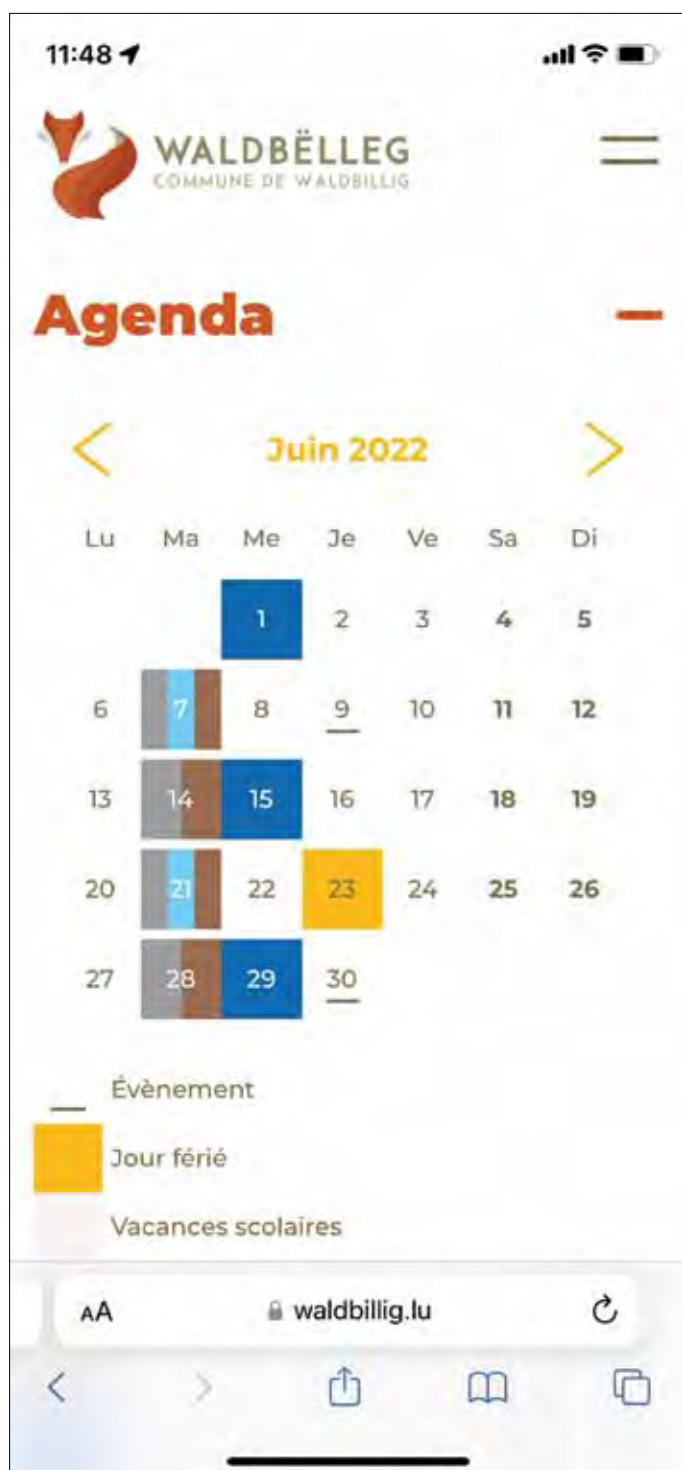 11:48
WALDBËLLEG
COMMUNE DE WALDBILLIG
Agenda
Juin 2022
Lu Ma Me Je Ve Sa Di
1 2 3 4 5
6 7 8 9 10 11 12
13 14 15 16 17 18 19
20 21 22 23 24 25 26
27 28 29 30
Évènement
Jour férié
Vacances scolaires
AA waldbillig.lu